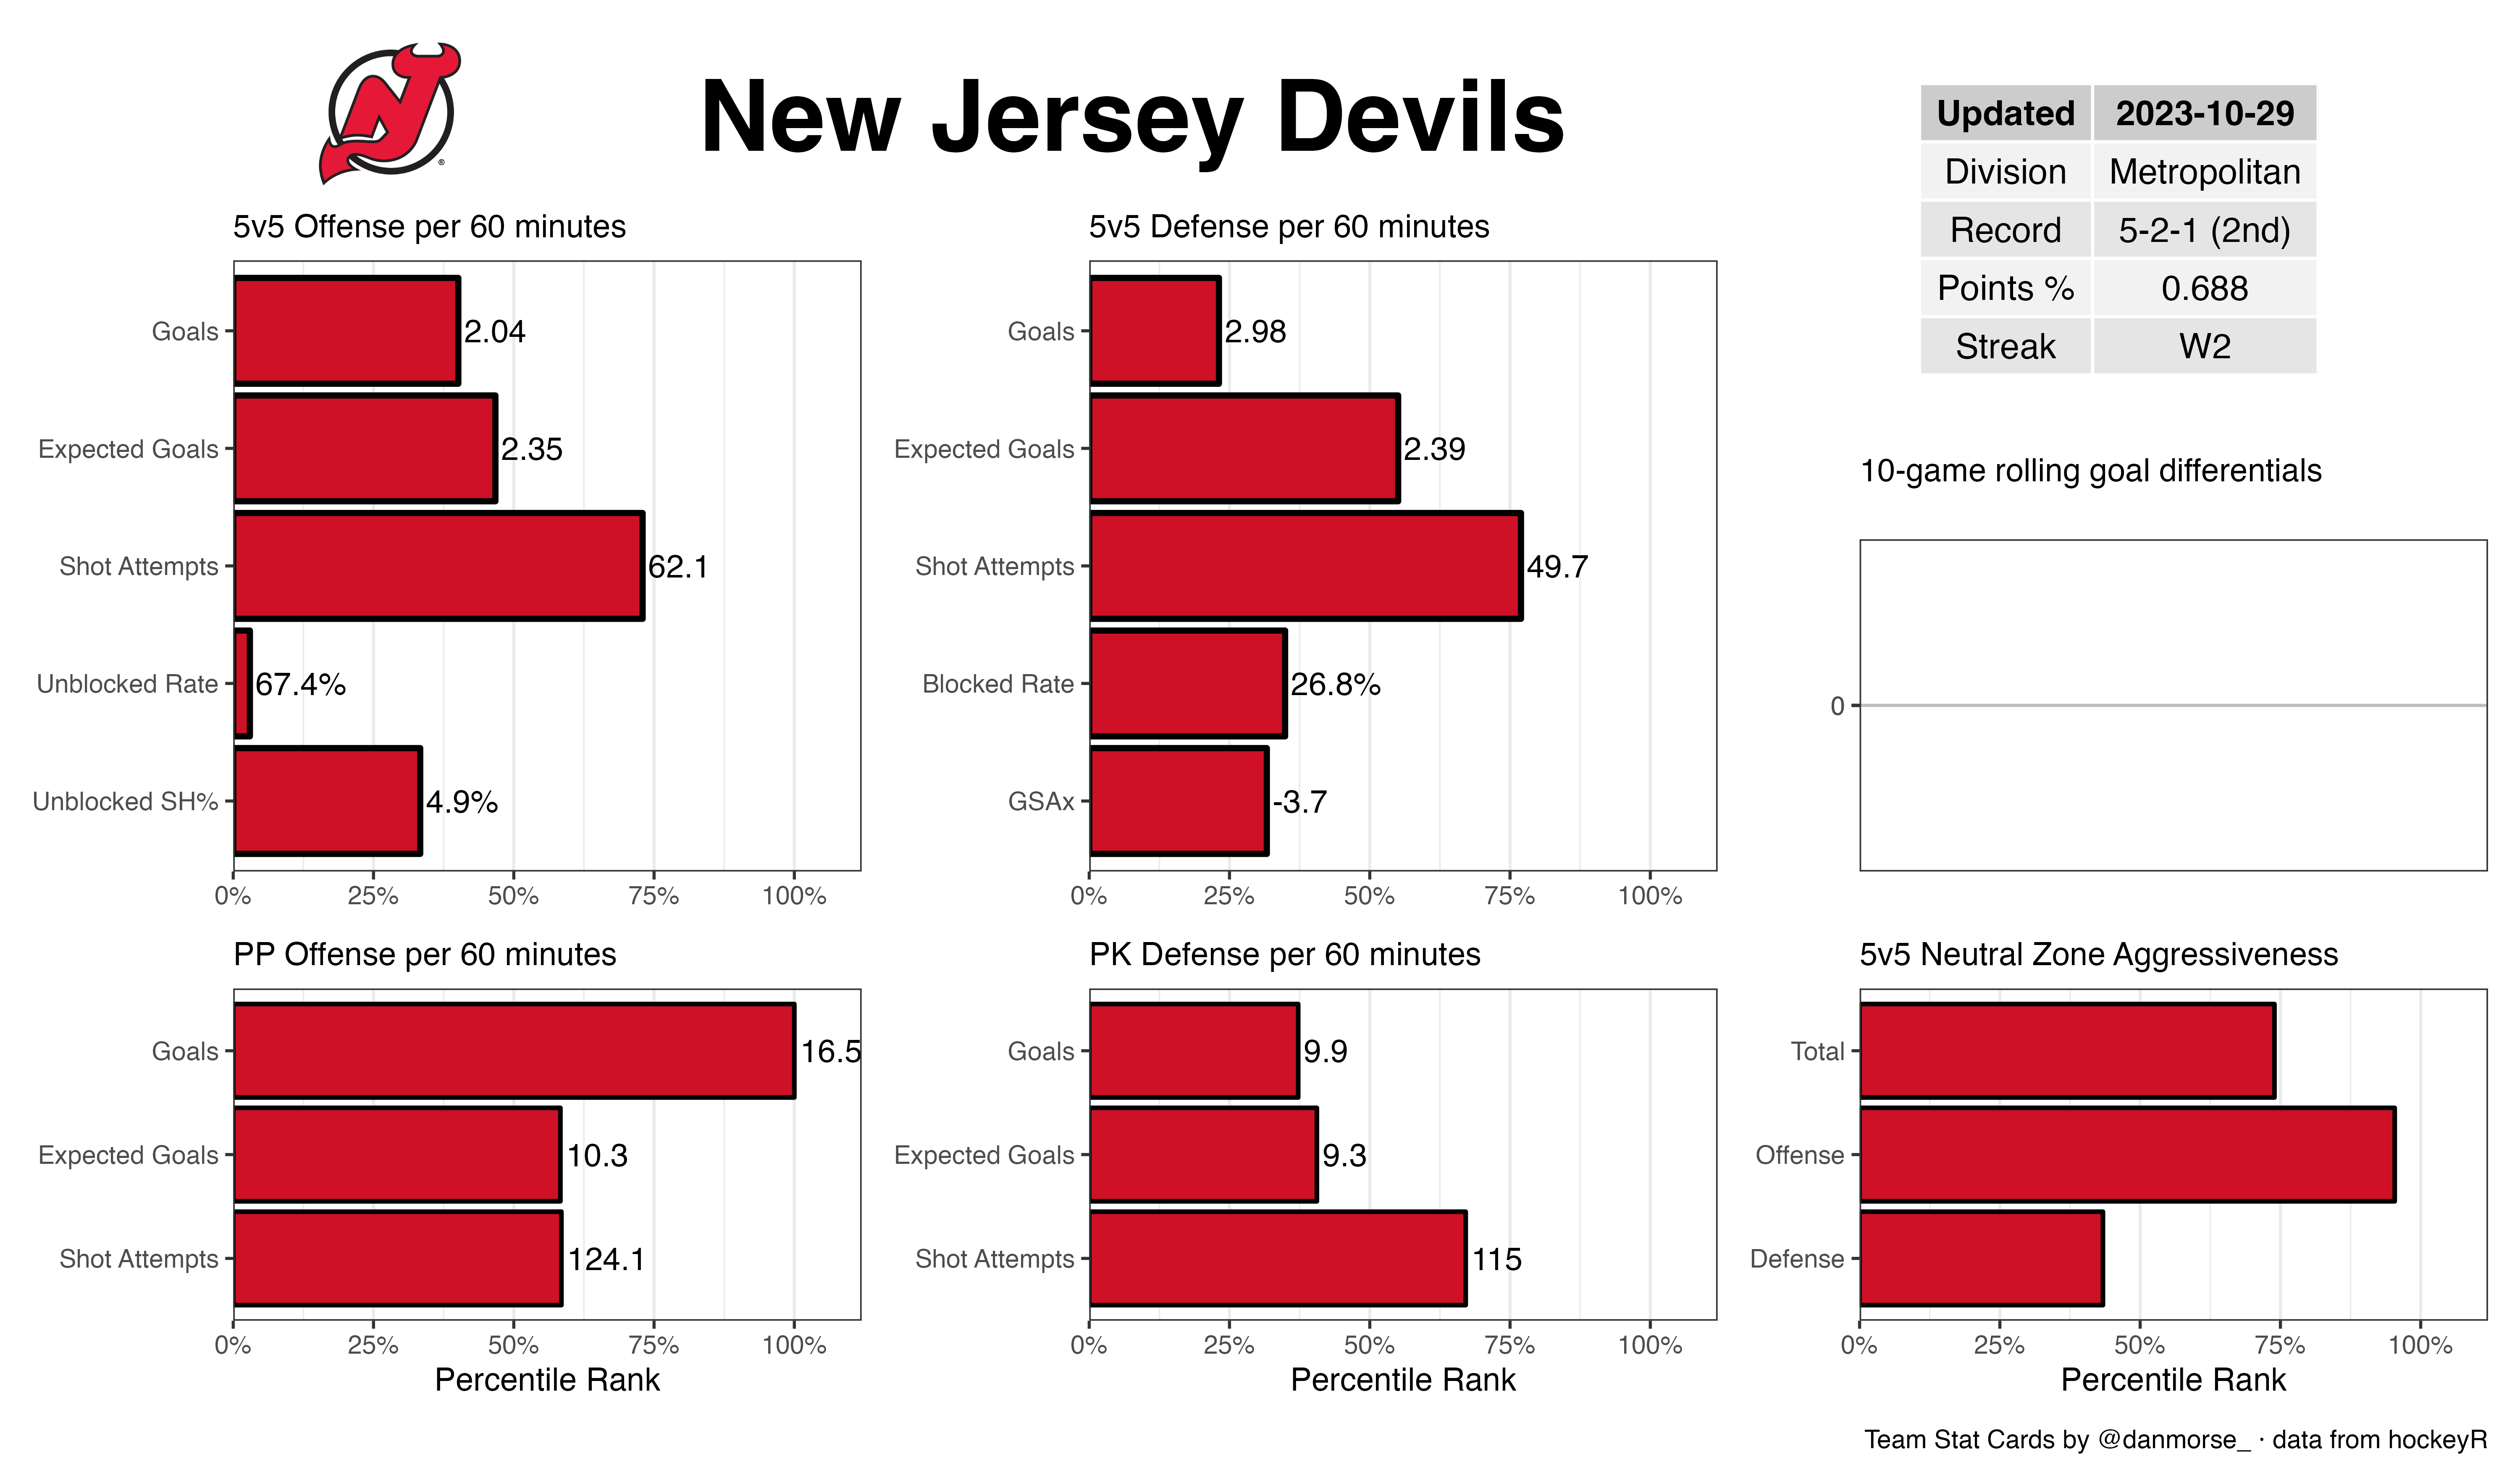 New Jersey Devils
Updated 2023-10-29
Division Metropolitan
Record 5-2-1 (2nd)
Points % 0.688
Streak W2
5v5 Offense per 60 minutes
Goals 2.04
Expected Goals 2.35
Shot Attempts 62.1
Unblocked Rate 67.4%
Unblocked SH% 4.9%
0% 25% 50% 75% 100%
5v5 Defense per 60 minutes
Goals 2.98
Expected Goals 2.39
Shot Attempts 49.7
Blocked Rate 26.8%
GSAx -3.7
0% 25% 50% 75% 100%
10-game rolling goal differentials
0
PP Offense per 60 minutes
Goals 16.5
Expected Goals 10.3
Shot Attempts 124.1
0% 25% 50% 75% 100%
Percentile Rank
PK Defense per 60 minutes
Goals 9.9
Expected Goals 9.3
Shot Attempts 115
0% 25% 50% 75% 100%
Percentile Rank
5v5 Neutral Zone Aggressiveness
Total
Offense
Defense
0% 25% 50% 75% 100%
Percentile Rank
Team Stat Cards by @danmorse_ · data from hockeyR